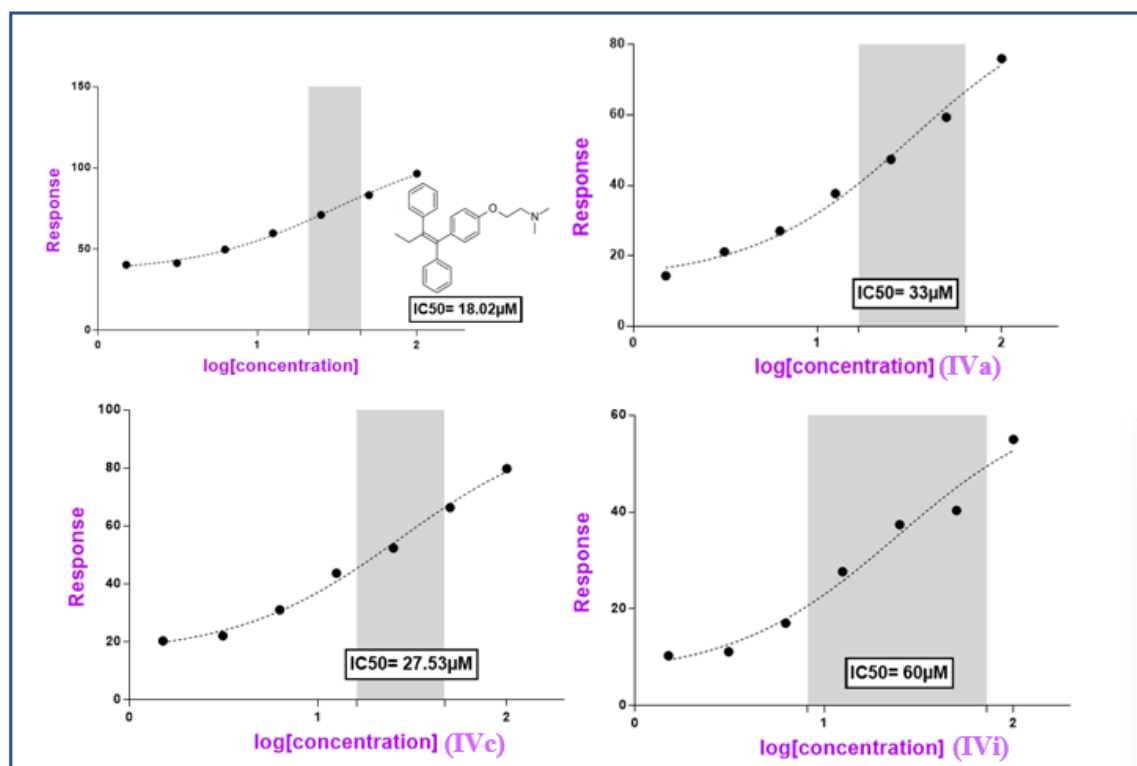 150
100
50
0
Response
0
1
2
log[concentration]
O
N
IC50= 18.02µM
80
60
40
20
0
Response
0
1
2
log[concentration] (IVa)
IC50= 33µM
100
80
60
40
20
0
Response
0
1
2
log[concentration] (IVc)
IC50= 27.53µM
60
40
20
0
Response
0
1
2
log[concentration] (IVi)
IC50= 60µM